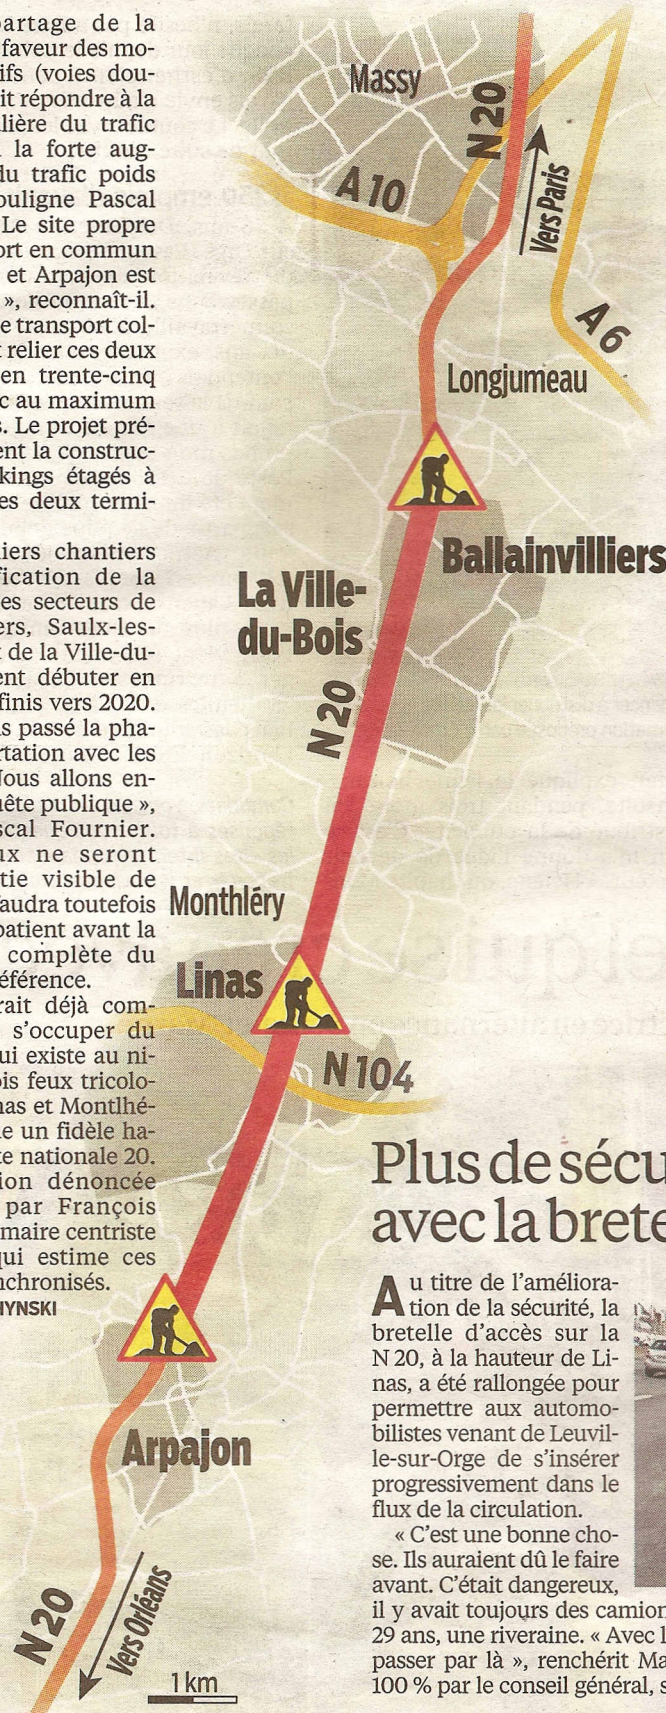 artage de la
faveur des mo-
ifs (voies dou-
it répondre à la
lière du trafic
la forte aug-
du trafic poids
ouligne Pascal
Le site propre
ort en commun
et Arpajon est
», reconnaît-il.
e transport col-
t relier ces deux
en trente-cinq
c au maximum
s. Le projet pré-
ent la construc-
kings étagés à
es deux termi-
iers chantiers
fication de la
es secteurs de
ers, Saulx-les-
t de la Ville-du-
ent débuter en
finis vers 2020.
s passé la pha-
rtation avec les
Nous allons en-
uête publique »,
scal Fournier.
ux ne seront
tie visible de
faudra toutefois
patient avant la
complète du
éférence.
rait déjà com-
s'occuper du
ui existe au ni-
ois feux tricolo-
nas et Montlhé-
e un fidèle ha-
te nationale 20.
ion dénoncée
par François
maire centriste
qui estime ces
nchronisés.
HYNSKI
Massy
N 20
A 10
Vers Paris
A 6
Longjumeau
Ballainvilliers
La Ville-
du-Bois
N 20
Monthléry
Linas
N 104
Arpajon
N 20
Vers Orléans
1 km
Plus de sécu
avec la brete
Au titre de l'améliora-
tion de la sécurité, la
bretelle d'accès sur la
N 20, à la hauteur de Li-
nas, a été rallongée pour
permettre aux automo-
bilistes venant de Leuvil-
le-sur-Orge de s'insérer
progressivement dans le
flux de la circulation.
« C'est une bonne cho-
se. Ils auraient dû le faire
avant. C'était dangereux,
il y avait toujours des camion
29 ans, une riveraine. « Avec l
passer par là », renchérit Ma
100 % par le conseil général, s